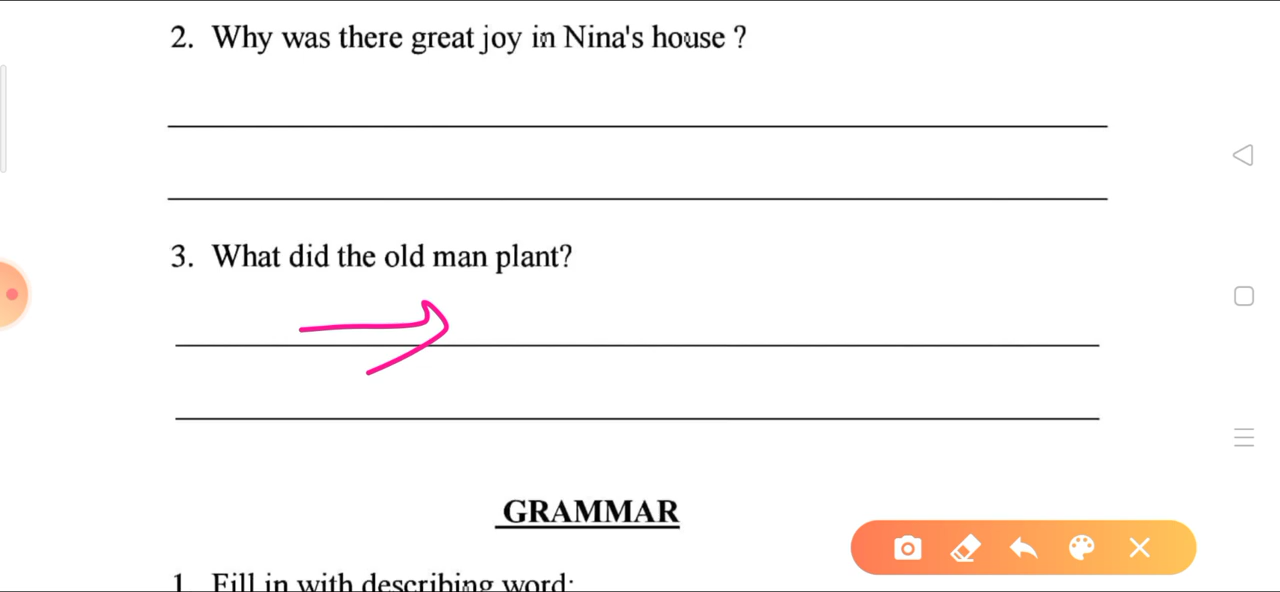 2. Why was there great joy in Nina's house ?
3. What did the old man plant?
GRAMMAR
1. Fill in with describing word: